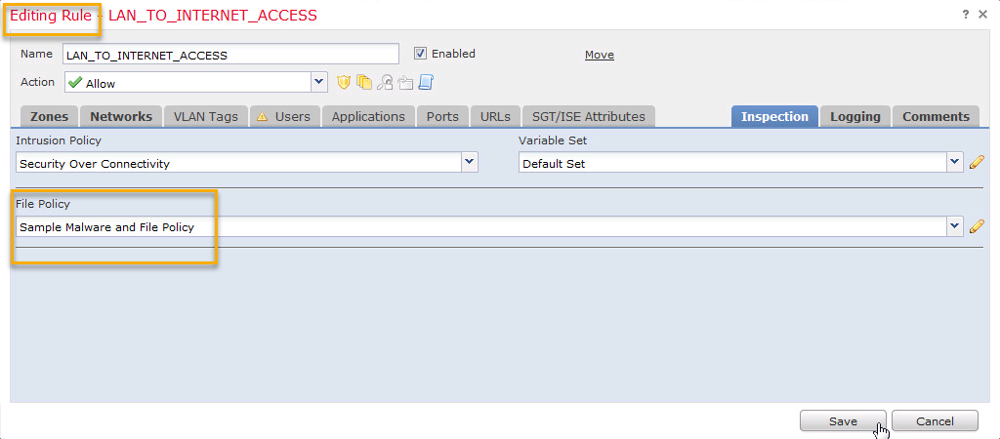 Editing Rule - LAN_TO_INTERNET_ACCESS
?
Name LAN_TO_INTERNET_ACCESS Enabled Move
Action Allow
Zones Networks VLAN Tags Users Applications Ports URLs SGT/ISE Attributes Inspection Logging Comments
Intrusion Policy Variable Set
Security Over Connectivity Default Set
File Policy
Sample Malware and File Policy
Save Cancel